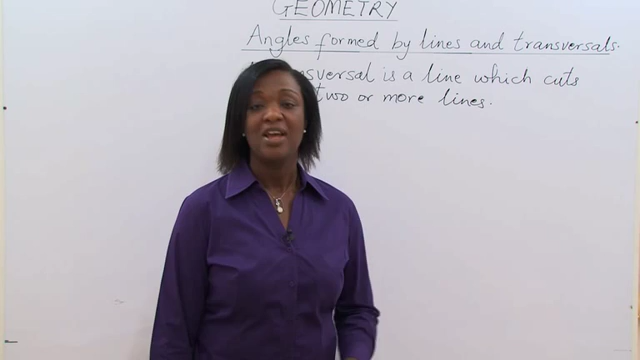 GEOMETRY
Angles formed by lines and transversals.
is a line which cuts
two or more lines.